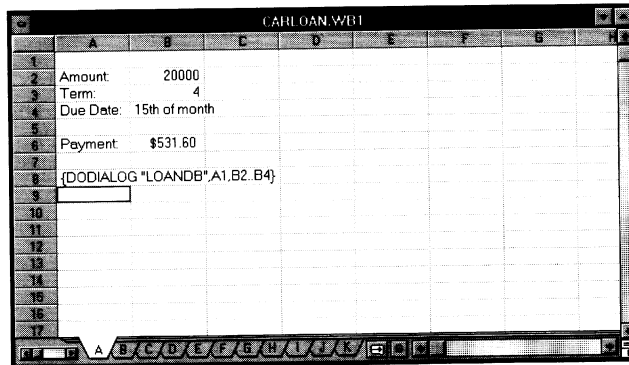 CARLOAN.WB1
A B C D E F G H
1
2 Amount: 20000
3 Term: 4
4 Due Date: 15th of month
5
6 Payment: $531.60
7
8 {DODIALOG "LOANDB",A1,B2..B4}
9
10
11
12
13
14
15
16
17
A B C D E F G H I J K